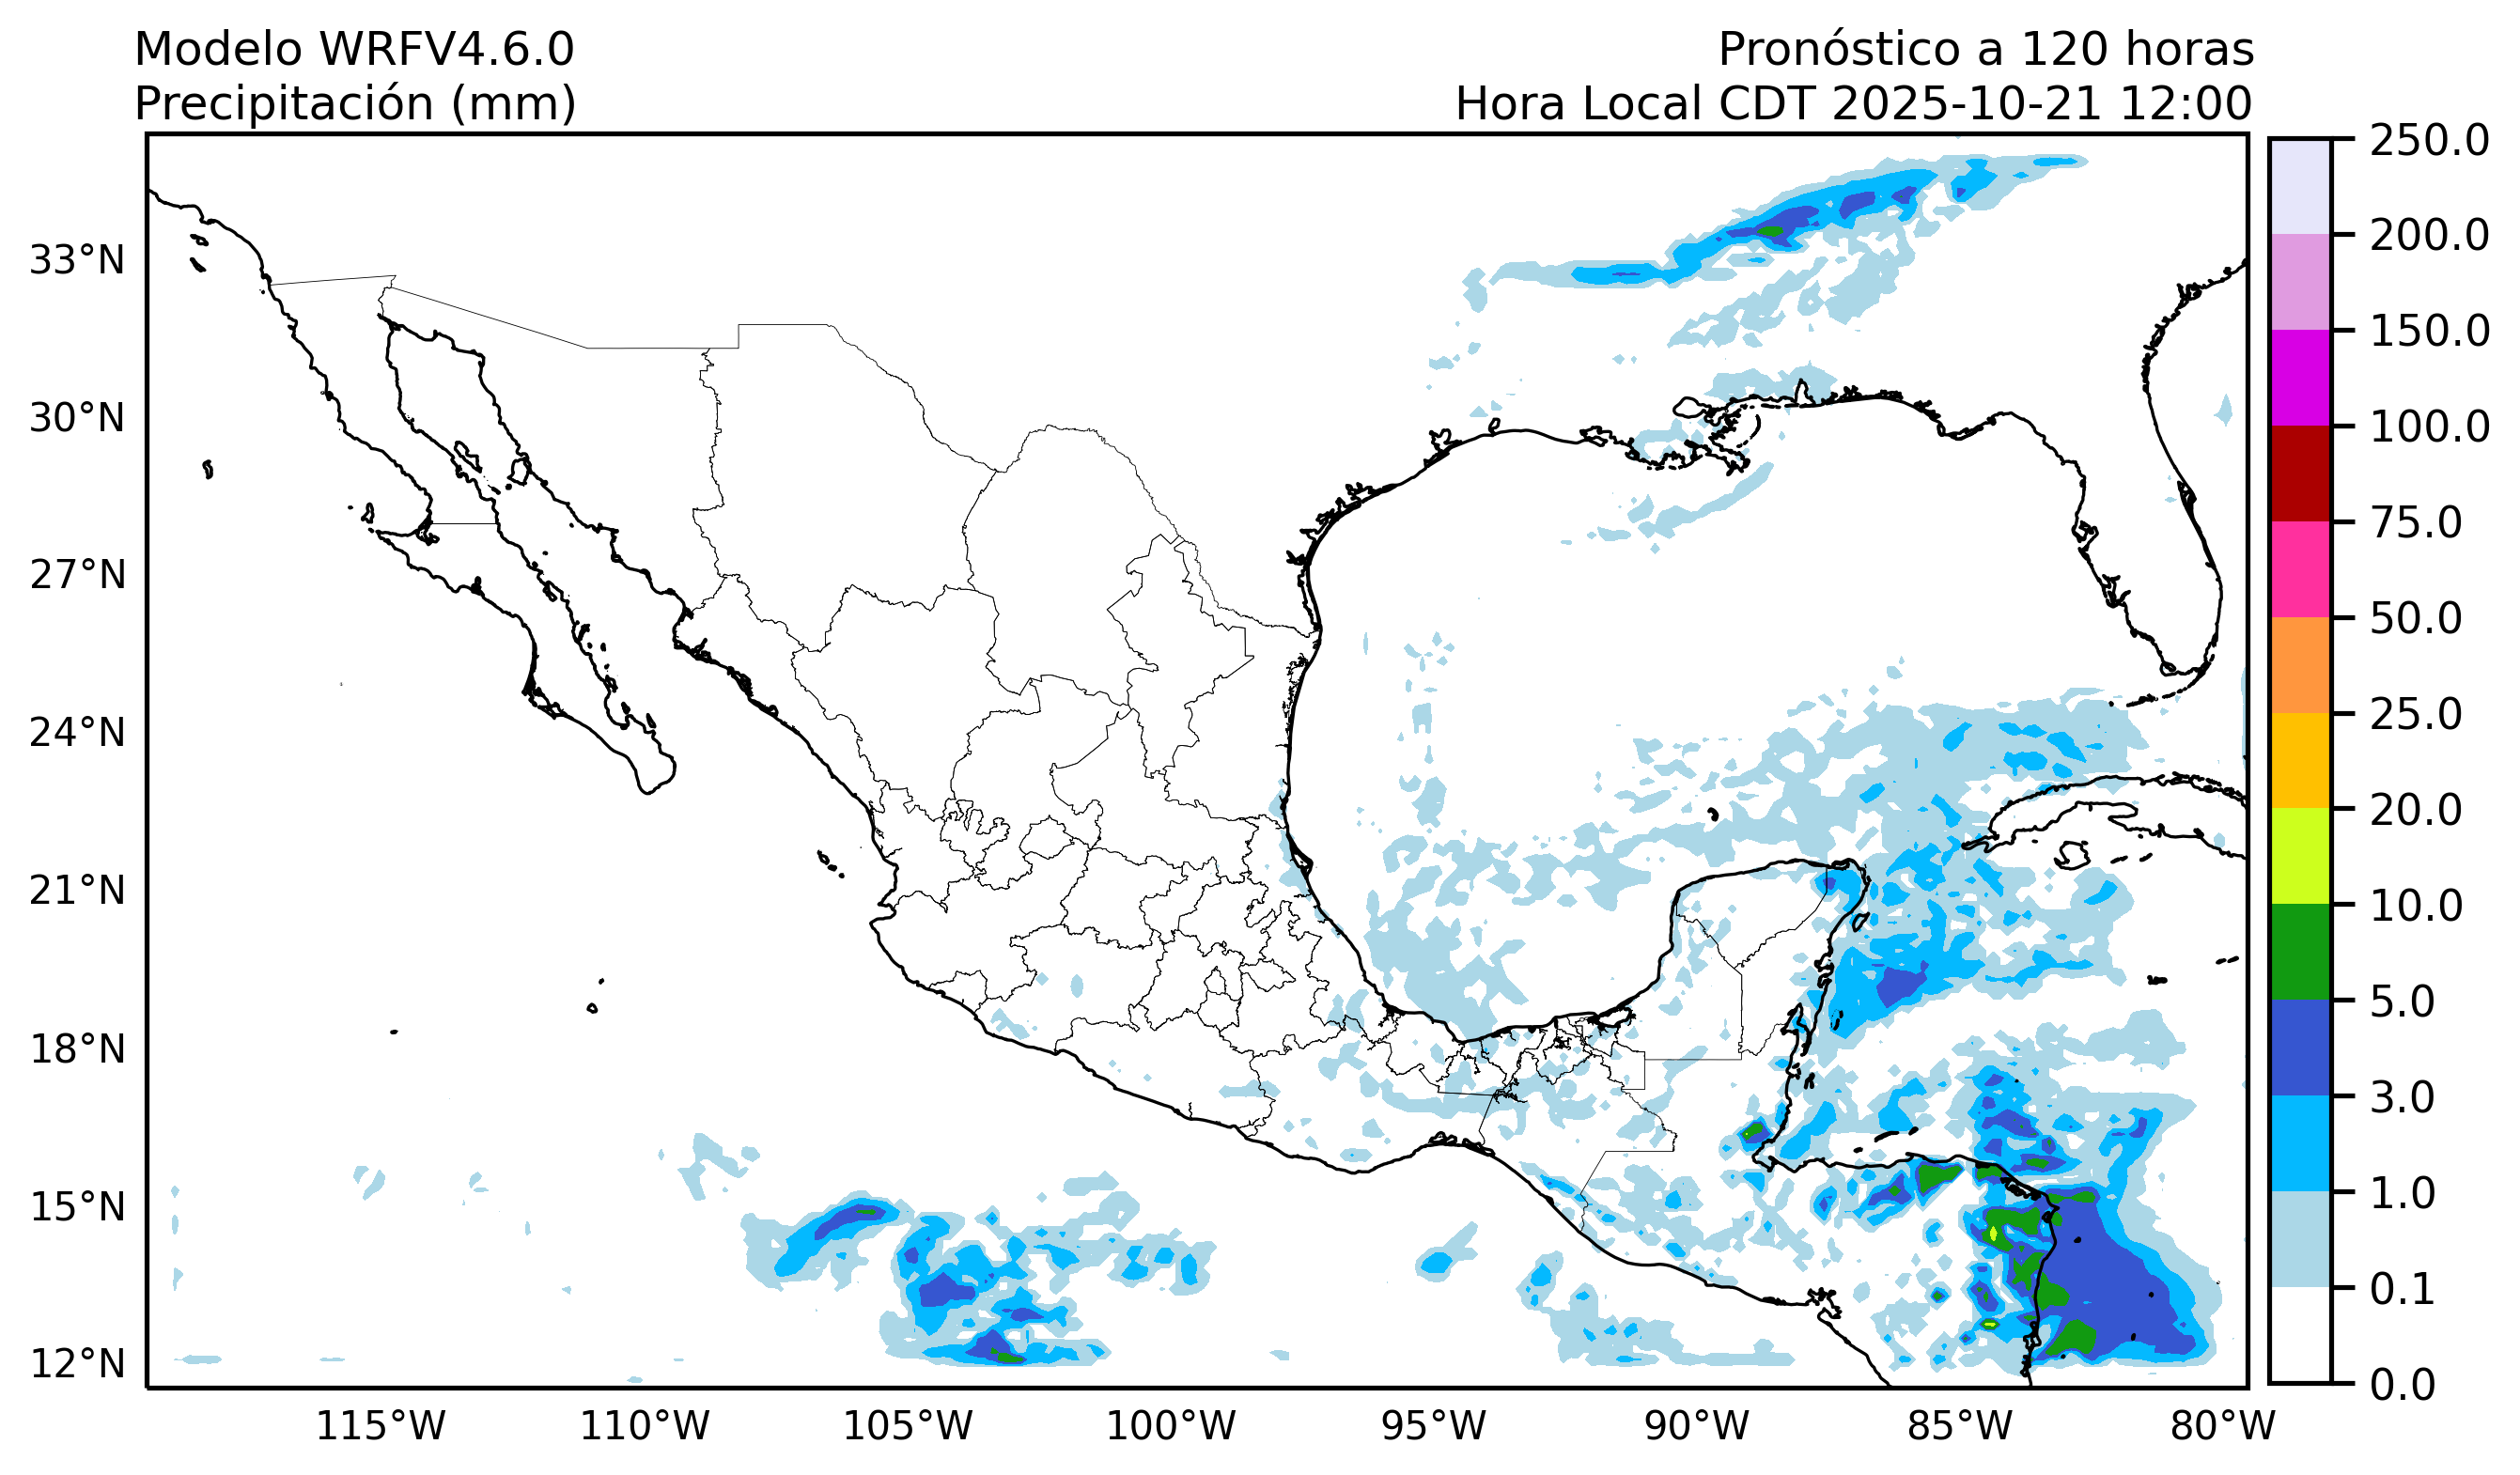 Modelo WRFV4.6.0
Precipitación (mm)
Pronóstico a 120 horas
Hora Local CDT 2025-10-21 12:00
33°N
30°N
27°N
24°N
21°N
18°N
15°N
12°N
115°W
110°W
105°W
100°W
95°W
90°W
85°W
80°W
250.0
200.0
150.0
100.0
75.0
50.0
25.0
20.0
10.0
5.0
3.0
1.0
0.1
0.0